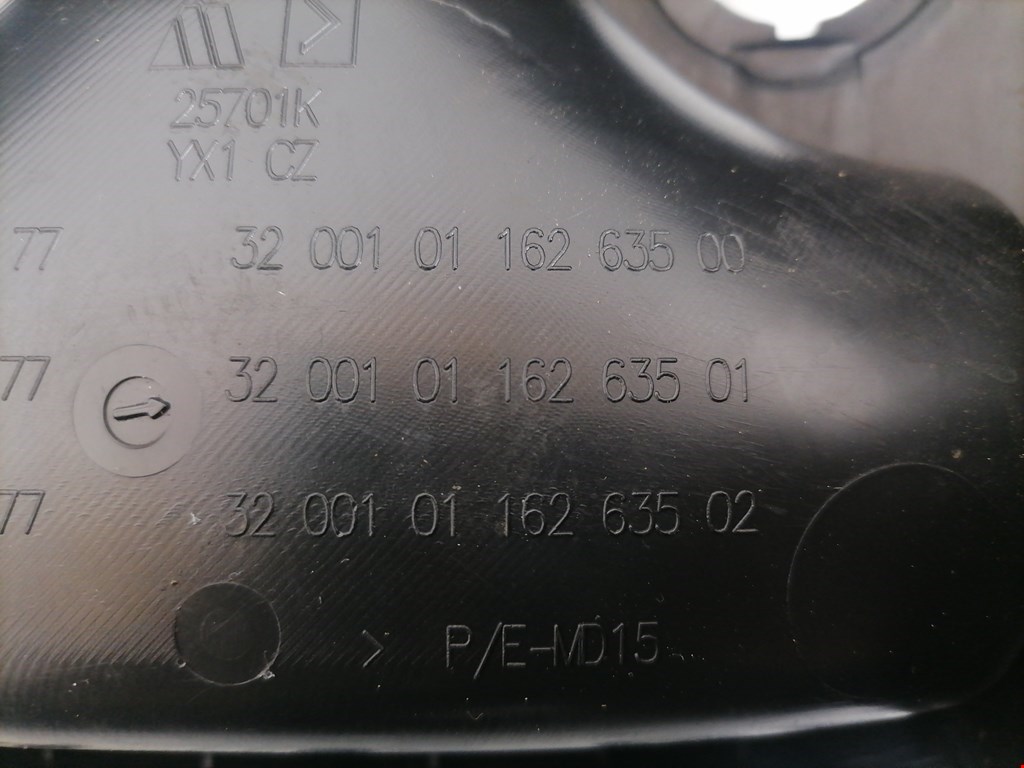 25701K
YX1 CZ
77 32 001 01 162 635 00
77 32 001 01 162 635 01
77 32 001 01 162 635 02
> P/E-MD15